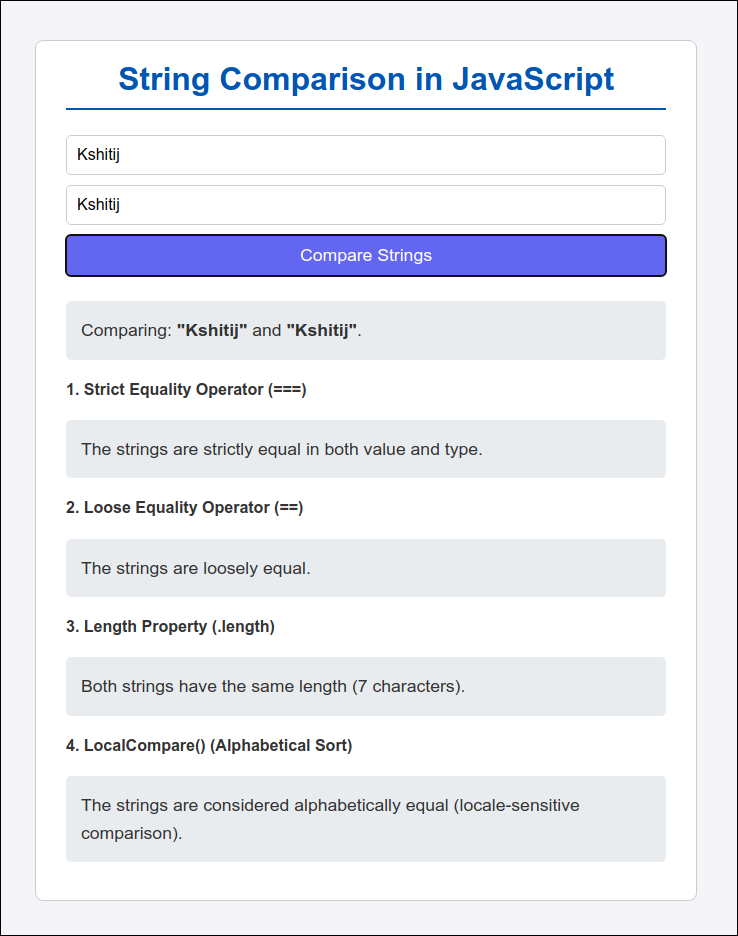 String Comparison in JavaScript
Kshitij
Kshitij
Compare Strings
Comparing: "Kshitij" and "Kshitij".
1. Strict Equality Operator (===)
The strings are strictly equal in both value and type.
2. Loose Equality Operator (==)
The strings are loosely equal.
3. Length Property (.length)
Both strings have the same length (7 characters).
4. LocalCompare() (Alphabetical Sort)
The strings are considered alphabetically equal (locale-sensitive
comparison).